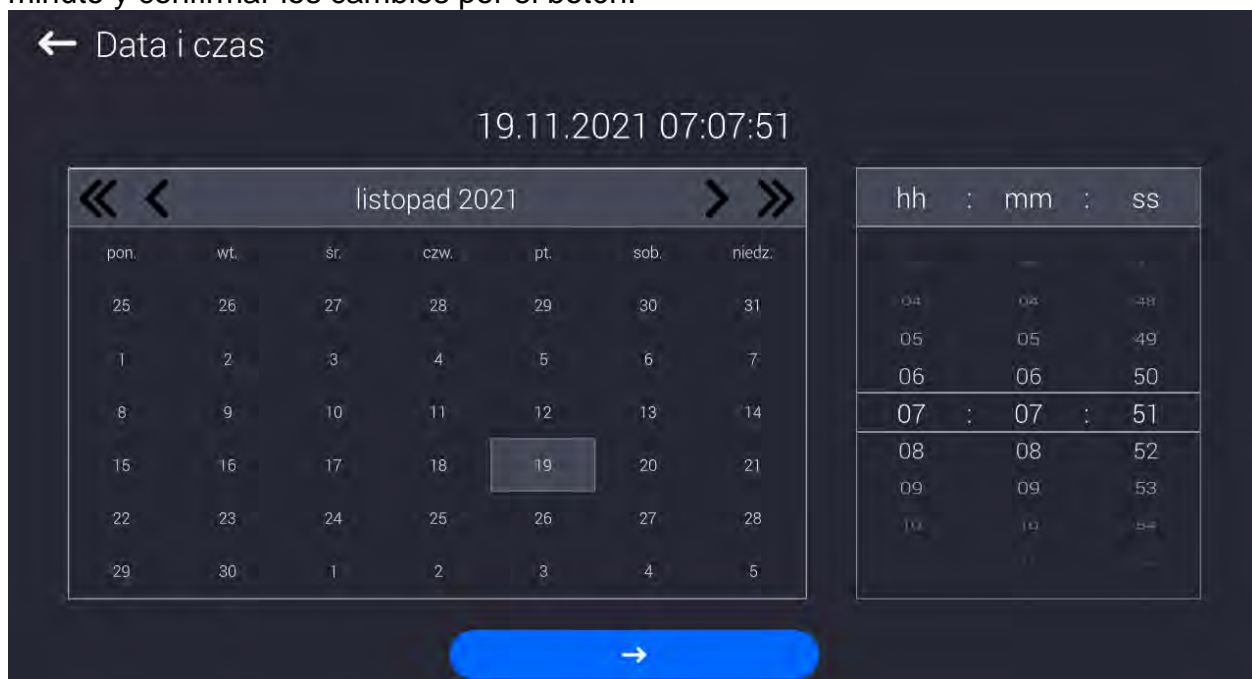 minuto y confirmar los cambios por el botón.
Data i czas
19.11.2021 07:07:51
listopad 2021
pon. wt. śr. czw. pt. sob. niedz.
25 26 27 28 29 30 31
1 2 3 4 5 6 7
8 9 10 11 12 13 14
15 16 17 18 19 20 21
22 23 24 25 26 27 28
29 30 1 2 3 4 5
hh : mm : ss
04 04 48
05 05 49
06 06 50
07 : 07 : 51
08 08 52
09 09 53
10 10 54